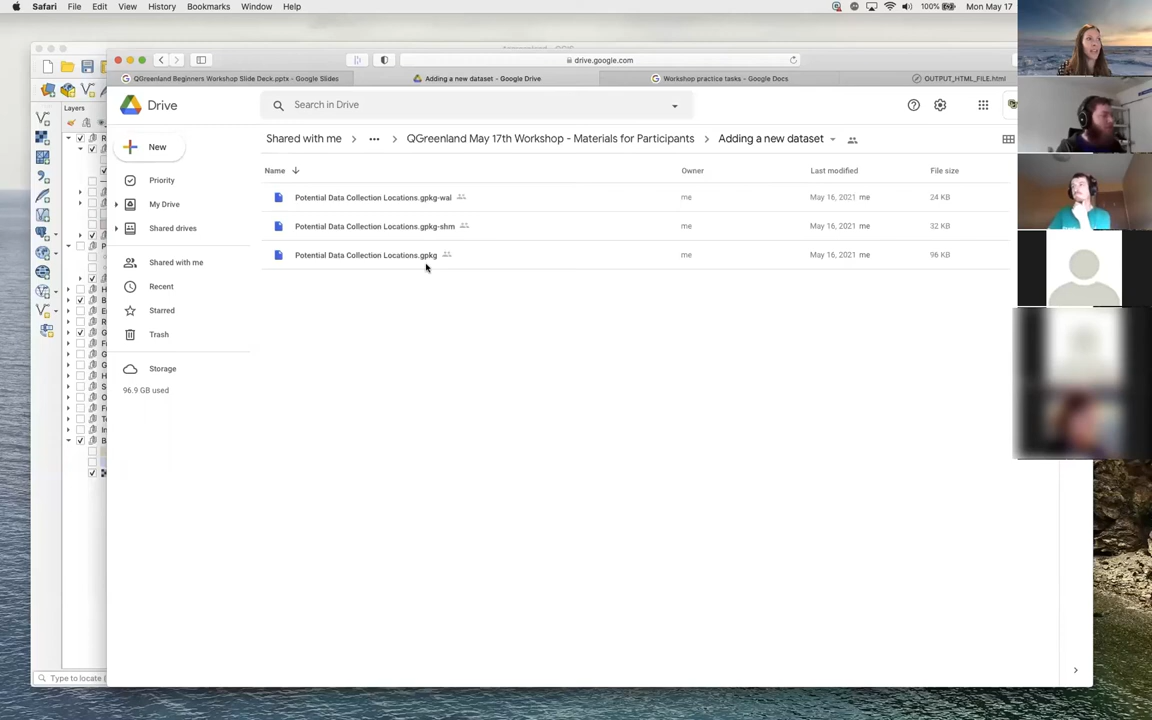 Safari File Edit View History Bookmarks Window Help
100% Mon May 17
drive.google.com
QGreenland Beginners Workshop Slide Deck.pptx - Google Slides
Adding a new dataset - Google Drive
Workshop practice tasks - Google Docs
OUTPUT_HTML_FILE.html
Layers
Drive
Search in Drive
New
Priority
My Drive
Shared drives
Shared with me
Recent
Starred
Trash
Storage
96.9 GB used
Shared with me ••• QGreenland May 17th Workshop - Materials for Participants Adding a new dataset
Name Owner Last modified File size
Potential Data Collection Locations.gpkg-wal me May 16, 2021 me 24 KB
Potential Data Collection Locations.gpkg-shm me May 16, 2021 me 32 KB
Potential Data Collection Locations.gpkg me May 16, 2021 me 96 KB
Type to locate